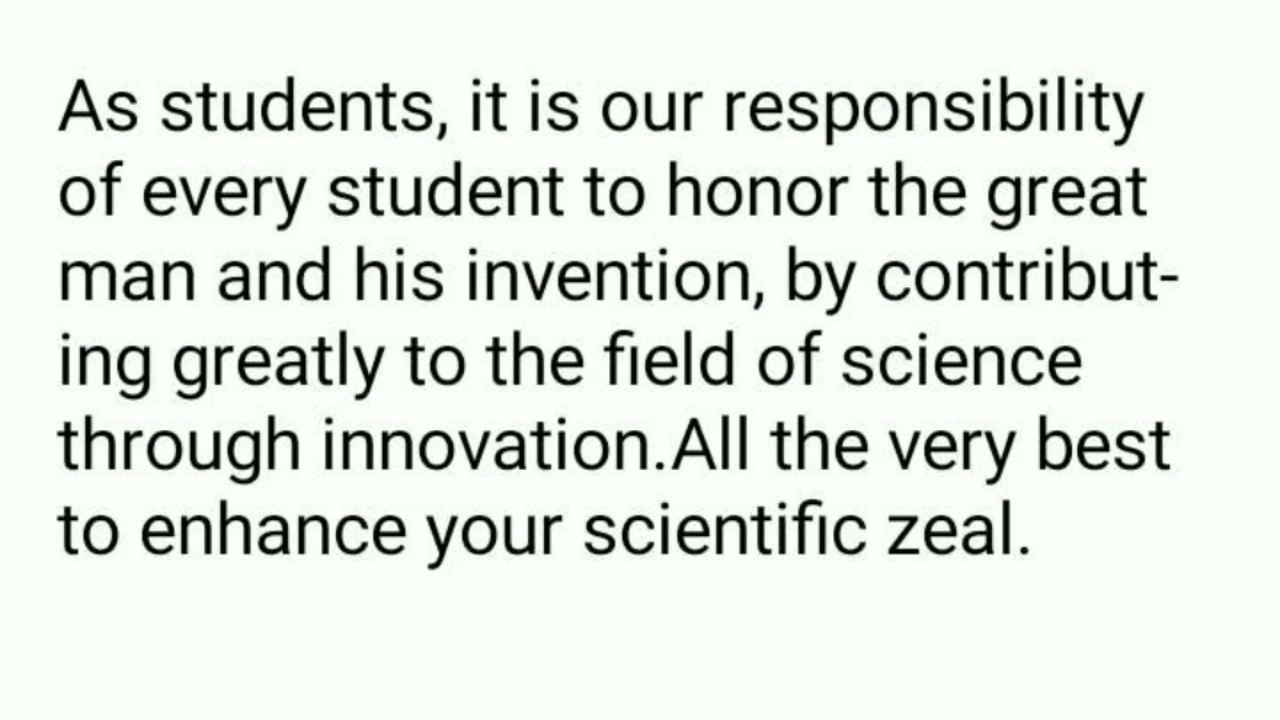 As students, it is our responsibility
of every student to honor the great
man and his invention, by contribut-
ing greatly to the field of science
through innovation.All the very best
to enhance your scientific zeal.